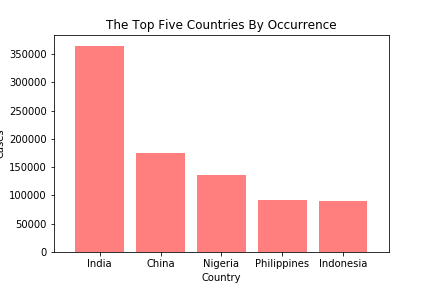 The Top Five Countries By Occurrence
350000
300000
250000
200000
150000
100000
50000
0
India China Nigeria Philippines Indonesia
Country